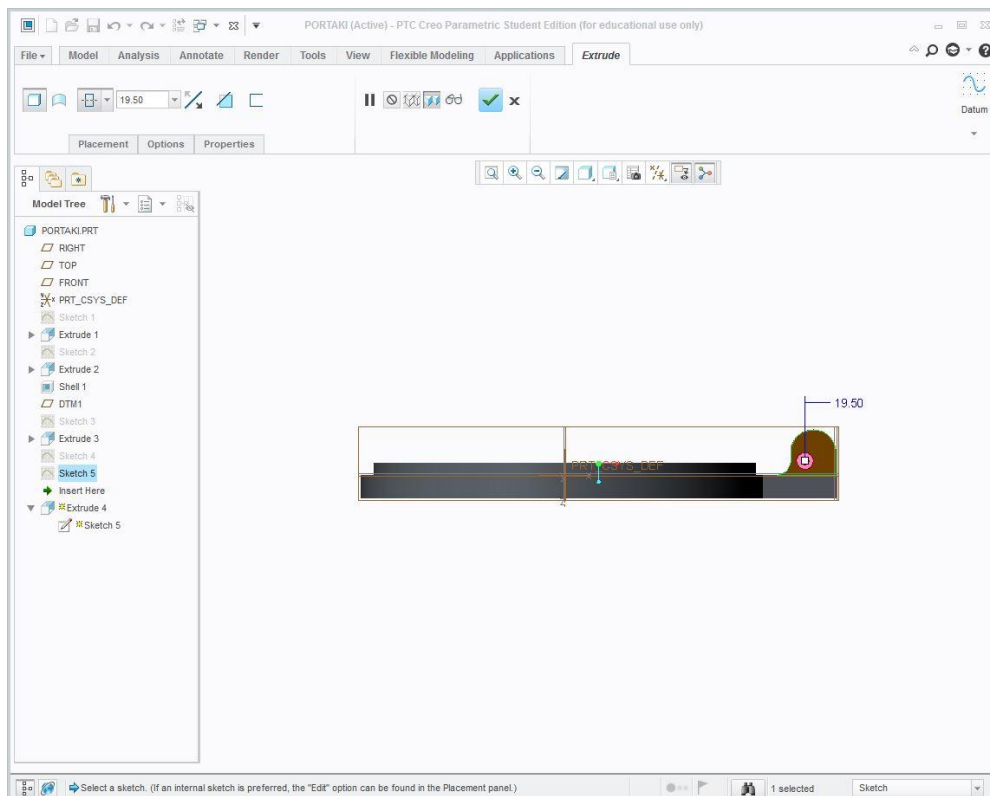 PORTAKI (Active) - PTC Creo Parametric Student Edition (for educational use only)
File Model Analysis Annotate Render Tools View Flexible Modeling Applications Extrude
19.50
Datum
Placement Options Properties
Model Tree
PORTAKI.PRT
RIGHT
TOP
FRONT
PRT_CSYS_DEF
Sketch 1
Extrude 1
Sketch 2
Extrude 2
Shell 1
DTM1
Sketch 3
Extrude 3
Sketch 4
Sketch 5
Insert Here
Extrude 4
Sketch 5
19.50
PRT_CSYS_DEF
Select a sketch. (If an internal sketch is preferred, the "Edit" option can be found in the Placement panel.)
1 selected
Sketch